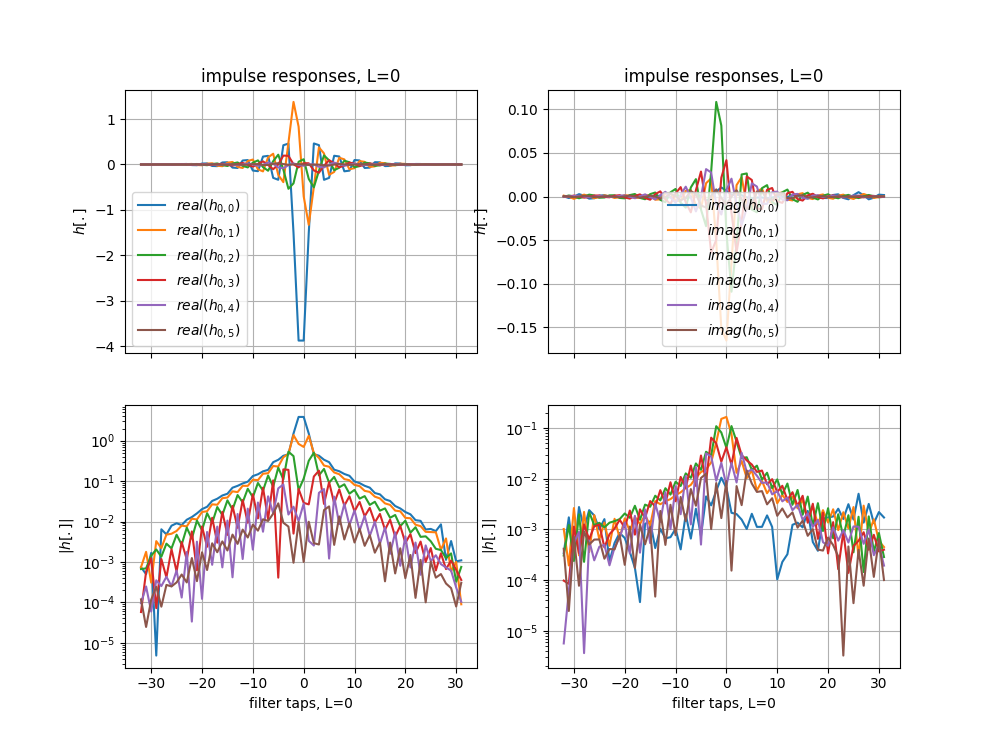 impulse responses, L=0
1
0
−1
−2
−3
−4
h[.]
real(h0,0)
real(h0,1)
real(h0,2)
real(h0,3)
real(h0,4)
real(h0,5)
impulse responses, L=0
0.10
0.05
0.00
−0.05
−0.10
−0.15
h[.]
imag(h0,0)
imag(h0,1)
imag(h0,2)
imag(h0,3)
imag(h0,4)
imag(h0,5)
10^0
10^−1
10^−2
10^−3
10^−4
10^−5
|h[.]|
−30 −20 −10 0 10 20 30
filter taps, L=0
10^−1
10^−2
10^−3
10^−4
10^−5
|h[.]|
−30 −20 −10 0 10 20 30
filter taps, L=0